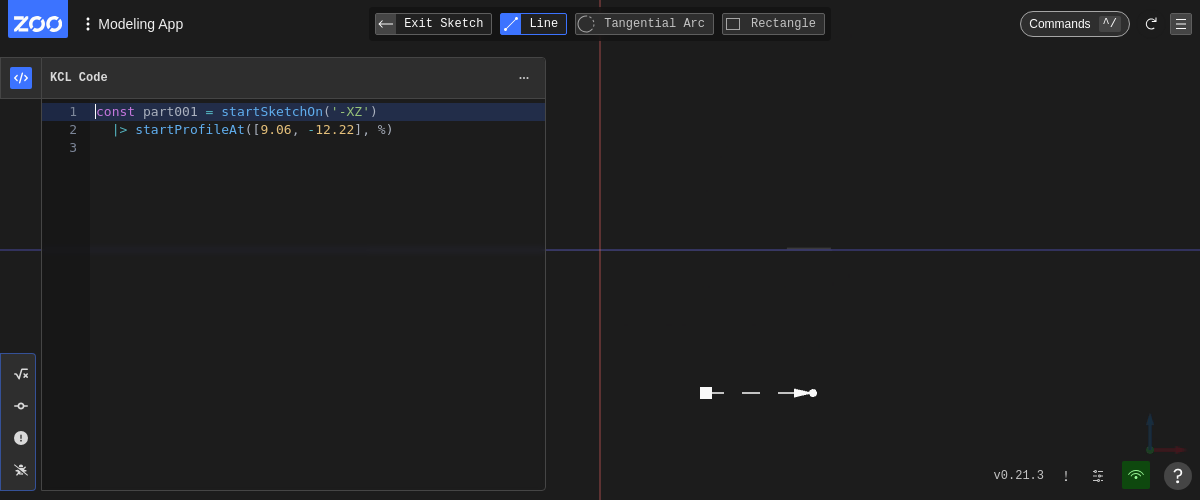 ZOO Modeling App Exit Sketch Line Tangential Arc Rectangle Commands ^/
KCL Code
1 const part001 = startSketchOn('-XZ')
2 |> startProfileAt([9.06, -12.22], %)
3
v0.21.3 ! ?